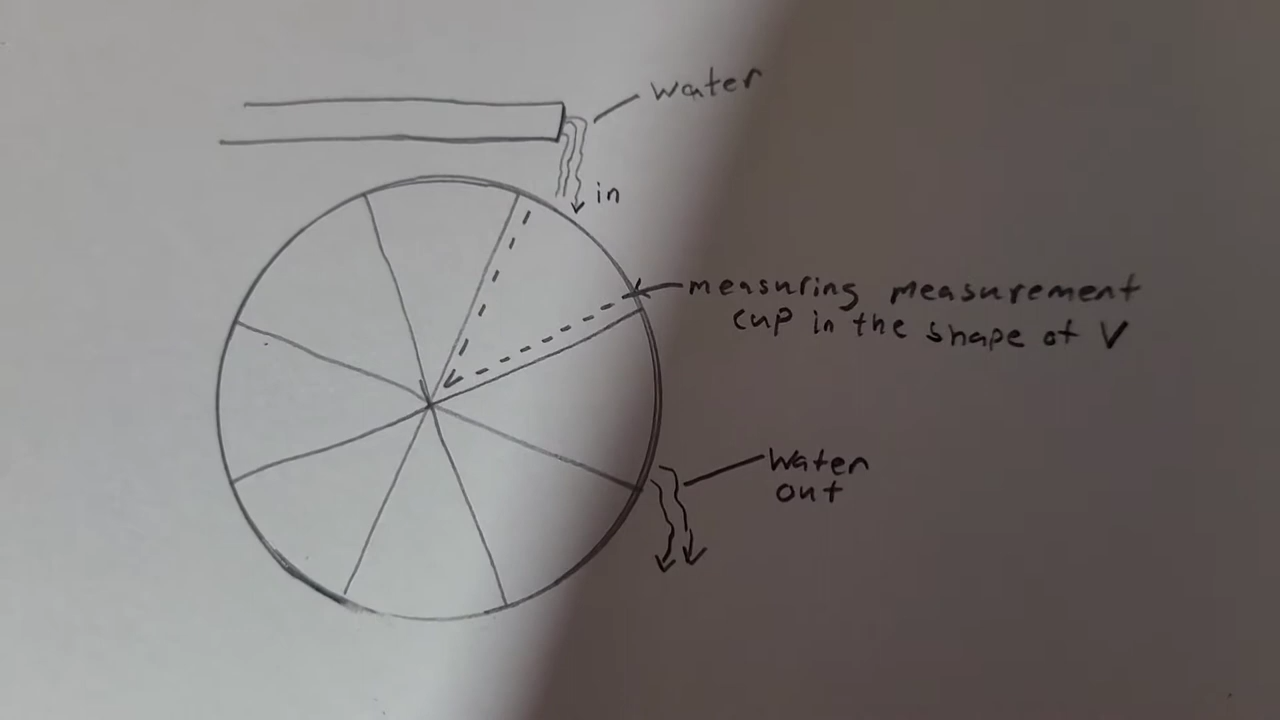 water
in
measuring measurement
cup in the shape of V
water
out